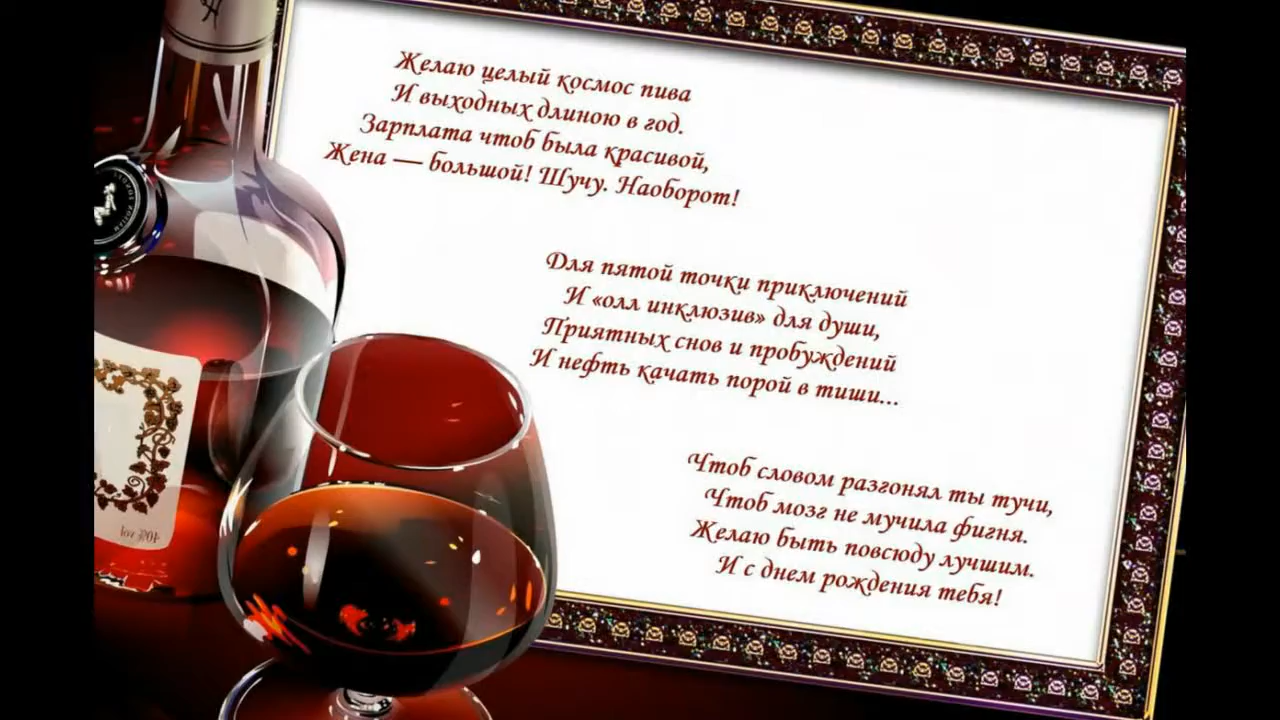 Желаю целый космос пива
И выходных длиною в год.
Зарплата чтоб была красивой,
Жена — большой! Шучу. Наоборот!
Для пятой точки приключений
И «олл инклюзив» для души,
Приятных снов и пробуждений
И нефть качать порой в тиши...
Чтоб словом разгонял ты тучи,
Чтоб мозг не мучила фигня.
Желаю быть повсюду лучшим.
И с днем рождения тебя!